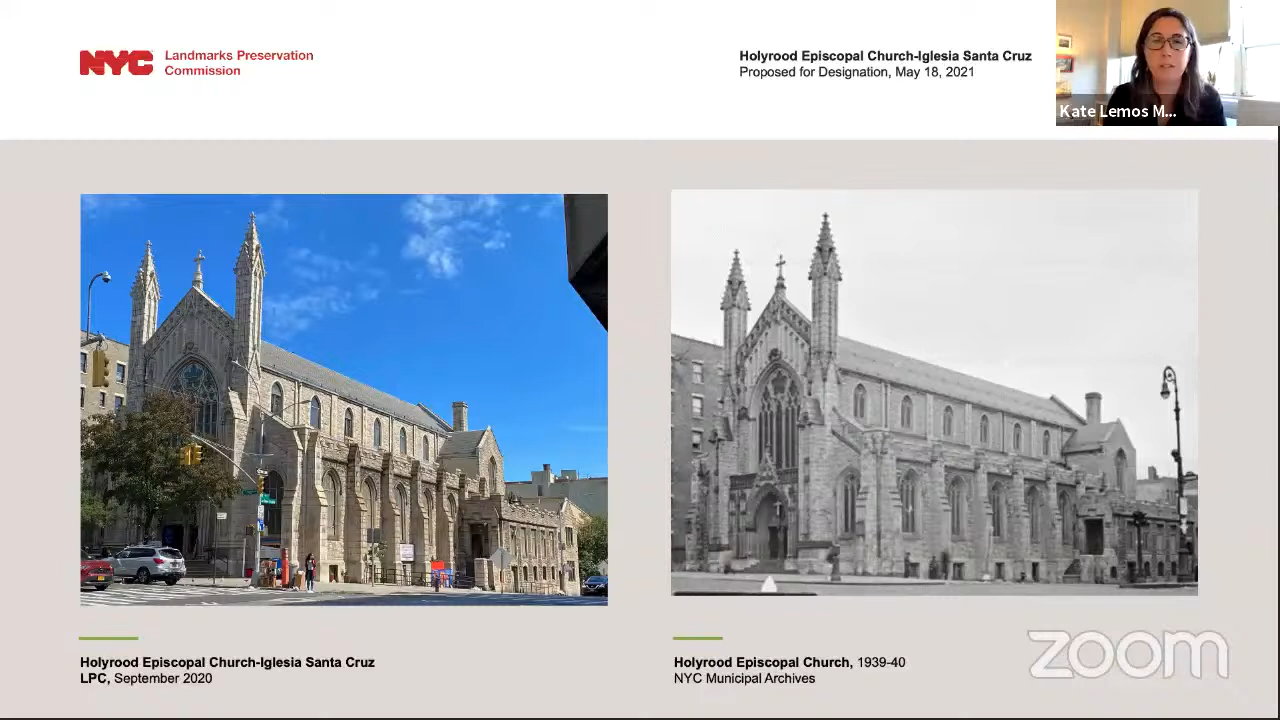 NYC Landmarks Preservation
Commission
Holyrood Episcopal Church-Iglesia Santa Cruz
Proposed for Designation, May 18, 2021
Kate Lemos M...
Holyrood Episcopal Church-Iglesia Santa Cruz
LPC, September 2020
Holyrood Episcopal Church, 1939-40
NYC Municipal Archives
zoom